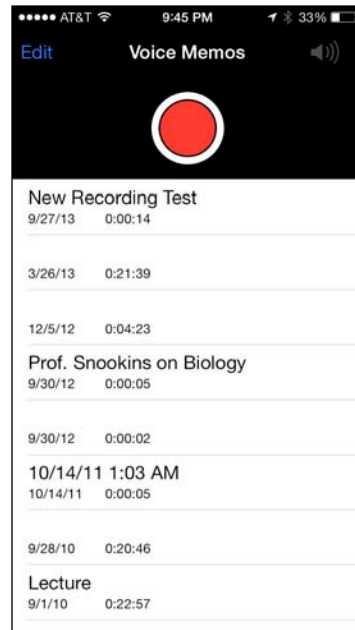 AT&T 9:45 PM 33%
Edit Voice Memos
New Recording Test
9/27/13 0:00:14
3/26/13 0:21:39
12/5/12 0:04:23
Prof. Snookins on Biology
9/30/12 0:00:05
9/30/12 0:00:02
10/14/11 1:03 AM
10/14/11 0:00:05
9/28/10 0:20:46
Lecture
9/1/10 0:22:57